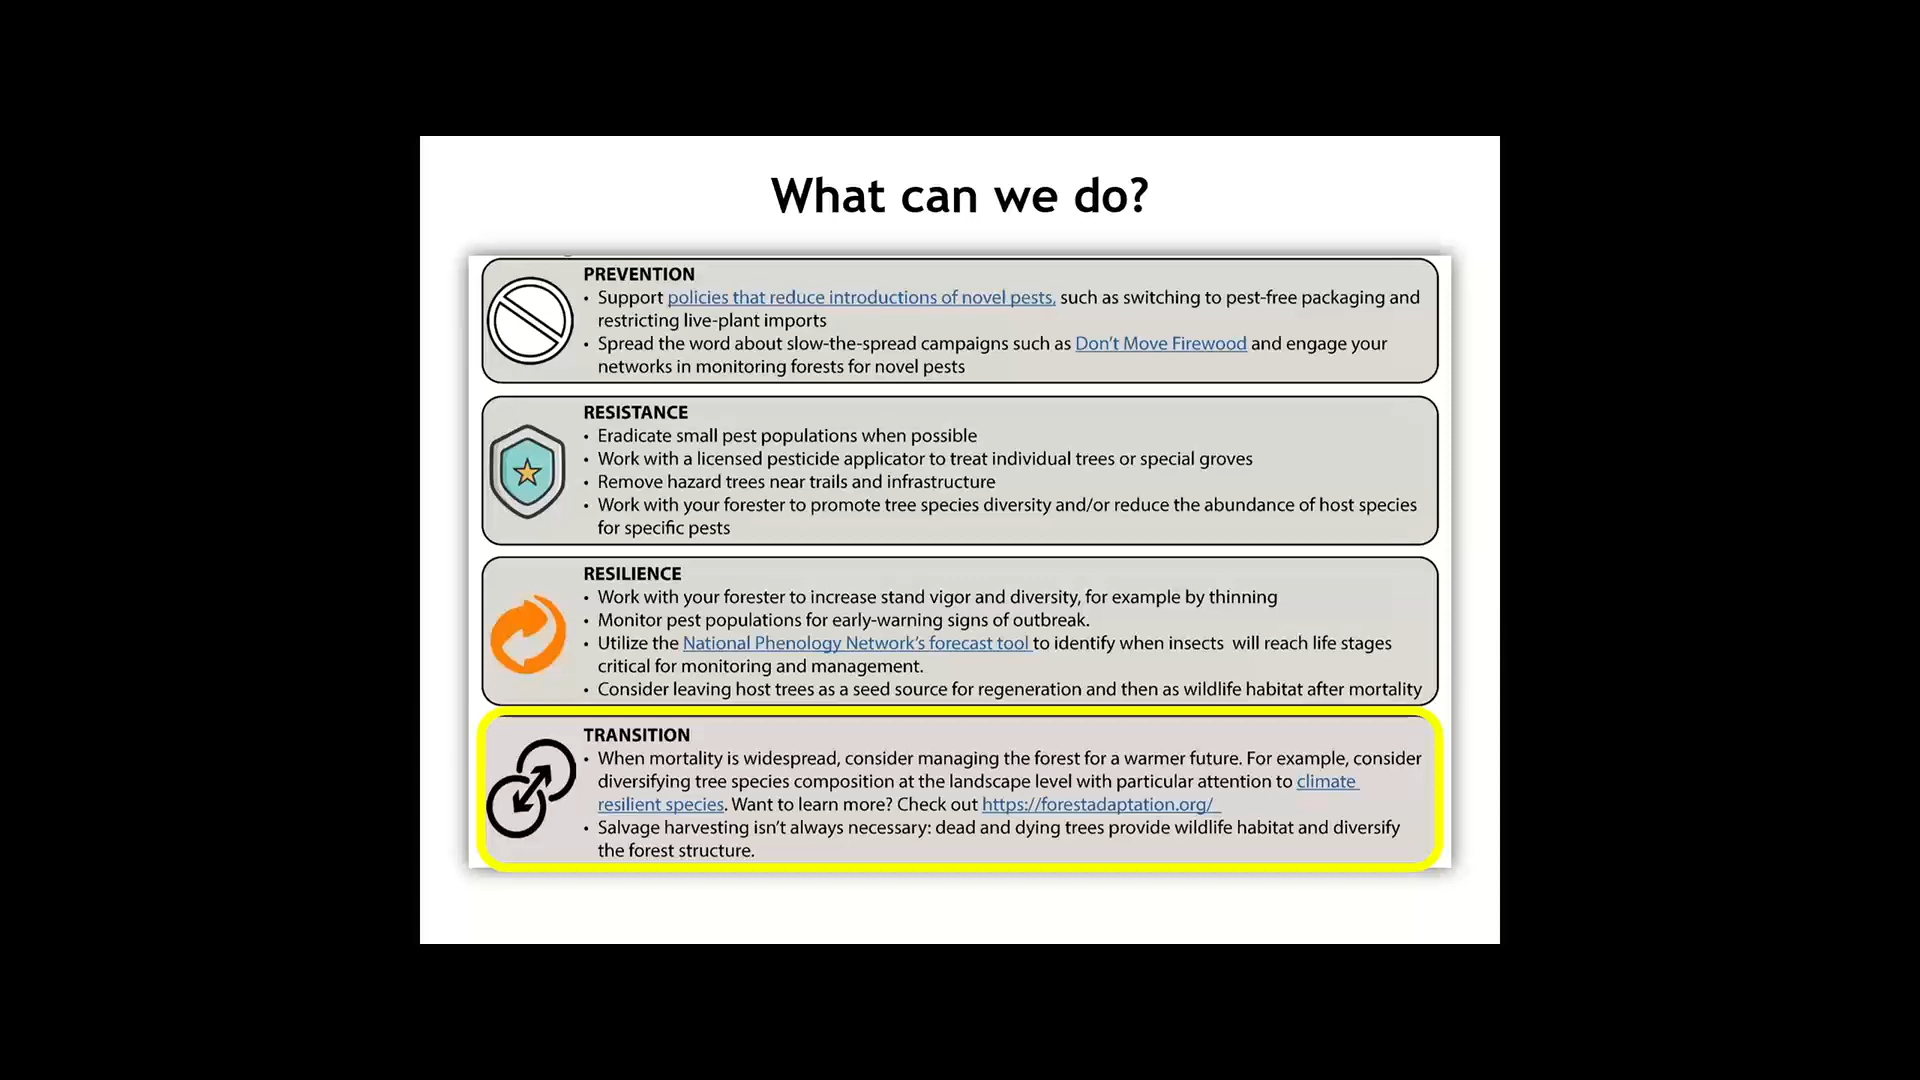 What can we do?
PREVENTION
• Support policies that reduce introductions of novel pests, such as switching to pest-free packaging and
restricting live-plant imports
• Spread the word about slow-the-spread campaigns such as Don't Move Firewood and engage your
networks in monitoring forests for novel pests
RESISTANCE
• Eradicate small pest populations when possible
• Work with a licensed pesticide applicator to treat individual trees or special groves
• Remove hazard trees near trails and infrastructure
• Work with your forester to promote tree species diversity and/or reduce the abundance of host species
for specific pests
RESILIENCE
• Work with your forester to increase stand vigor and diversity, for example by thinning
• Monitor pest populations for early-warning signs of outbreak.
• Utilize the National Phenology Network's forecast tool to identify when insects will reach life stages
critical for monitoring and management.
• Consider leaving host trees as a seed source for regeneration and then as wildlife habitat after mortality
TRANSITION
• When mortality is widespread, consider managing the forest for a warmer future. For example, consider
diversifying tree species composition at the landscape level with particular attention to climate
resilient species. Want to learn more? Check out https://forestadaptation.org/
• Salvage harvesting isn't always necessary: dead and dying trees provide wildlife habitat and diversify
the forest structure.